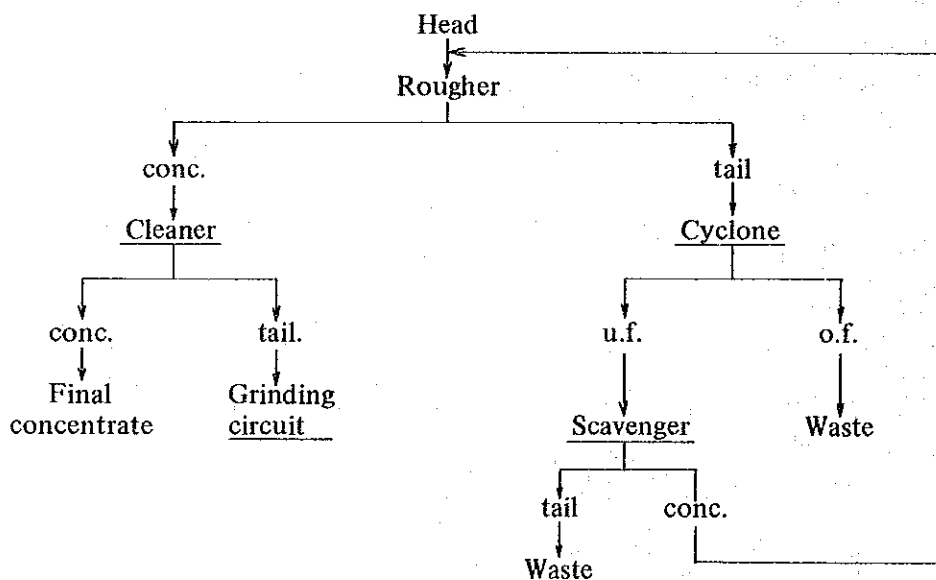 Head
Rougher
conc.
tail
Cleaner
Cyclone
conc.
tail.
u.f.
o.f.
Final
concentrate
Grinding
circuit
Scavenger
Waste
tail
conc.
Waste